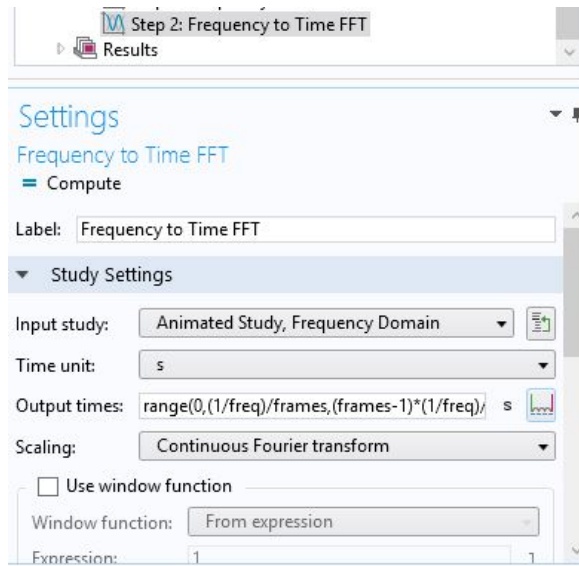 Step 2: Frequency to Time FFT
Results
Settings
Frequency to Time FFT
= Compute
Label: Frequency to Time FFT
Study Settings
Input study: Animated Study, Frequency Domain
Time unit: s
Output times: range(0,(1/freq)/frames,(frames-1)*(1/freq)/ s
Scaling: Continuous Fourier transform
Use window function
Window function: From expression
Expression: 1 1